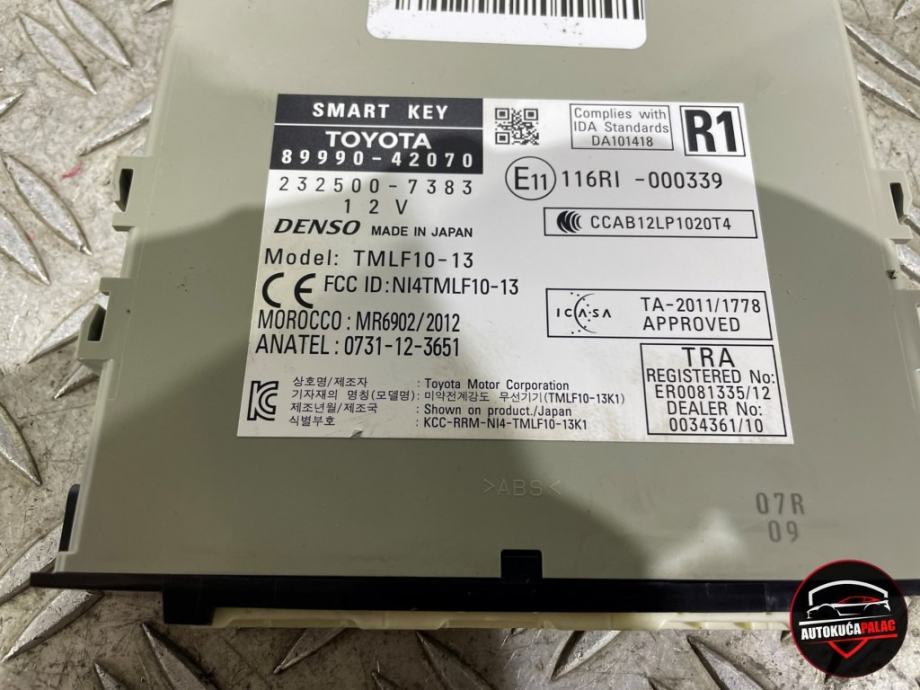 SMART KEY
TOYOTA
89990-42070
232500-7383
12V
DENSO MADE IN JAPAN
Complies with
IDA Standards
DA101418
R1
E11 116RI -000339
CCAB12LP1020T4
Model: TMLF10-13
CE FCC ID: NI4TMLF10-13
MOROCCO: MR6902/2012
ANATEL: 0731-12-3651
ICASA TA-2011/1778
APPROVED
TRA
REGISTERED No:
ER0081335/12
DEALER No:
0034361/10
상호명/제조자 : Toyota Motor Corporation
기자재의 명칭(모델명): 미약전계강도 무선기기(TMLF10-13K1)
제조년월/제조국 : Shown on product./Japan
식별부호 : KCC-RRM-NI4-TMLF10-13K1
>ABS<
07R
09
AUTOKUĆAPALAC